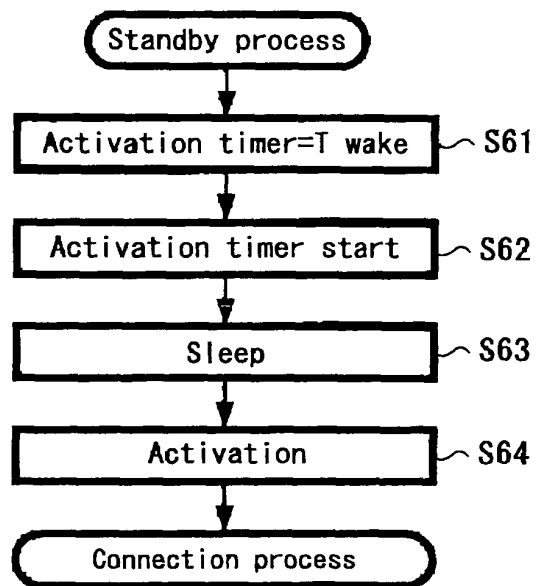 Standby process
Activation timer=T wake S61
Activation timer start S62
Sleep S63
Activation S64
Connection process